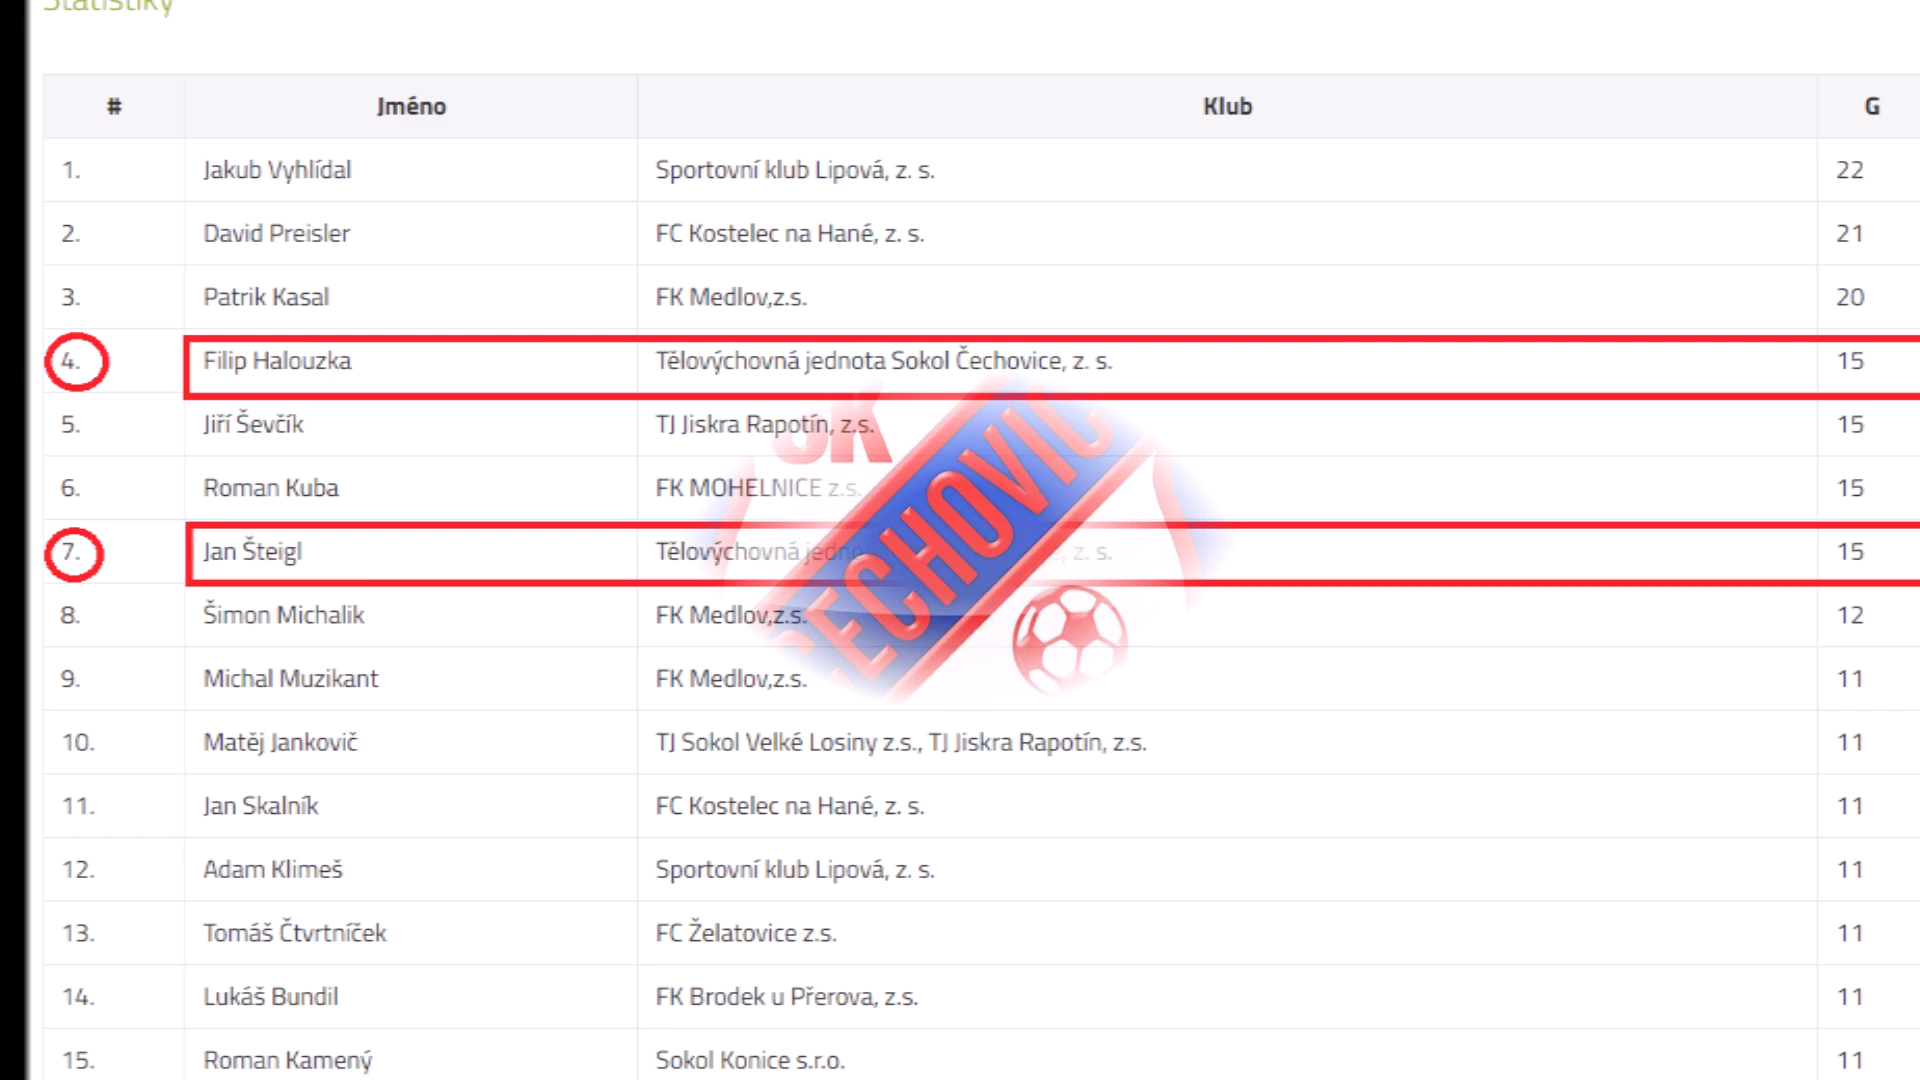 Statistiky
# Jméno Klub G
1. Jakub Vyhlídal Sportovní klub Lipová, z. s. 22
2. David Preisler FC Kostelec na Hané, z. s. 21
3. Patrik Kasal FK Medlov,z.s. 20
4. Filip Halouzka Tělovýchovná jednota Sokol Čechovice, z. s. 15
5. Jiří Ševčík TJ Jiskra Rapotín, z.s. 15
6. Roman Kuba FK MOHELNICE z.s. 15
7. Jan Šteigl Tělovýchovná jedno z. s. 15
8. Šimon Michalik FK Medlov,z.s. 12
9. Michal Muzikant FK Medlov,z.s. 11
10. Matěj Jankovič TJ Sokol Velké Losiny z.s., TJ Jiskra Rapotín, z.s. 11
11. Jan Skalník FC Kostelec na Hané, z. s. 11
12. Adam Klimeš Sportovní klub Lipová, z. s. 11
13. Tomáš Čtvrtníček FC Želatovice z.s. 11
14. Lukáš Bundil FK Brodek u Přerova, z.s. 11
15. Roman Kamený Sokol Konice s.r.o. 11
SK
ČECHOVIC